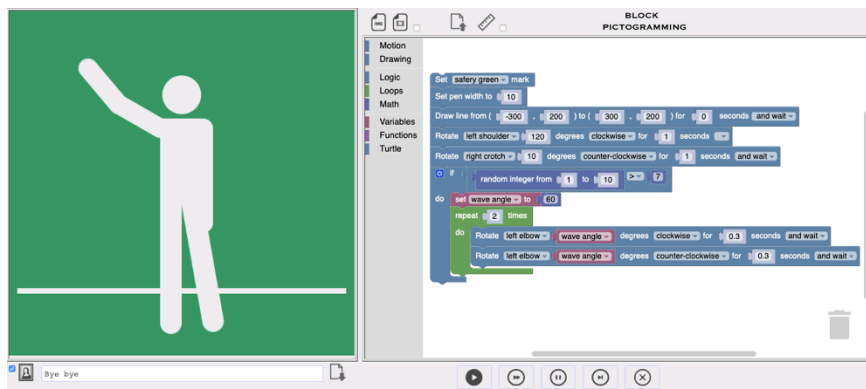 BLOCK
PICTOGRAMMING
Motion
Drawing
Logic
Loops
Math
Variables
Functions
Turtle
Set safery green mark
Set pen width to 10
Draw line from ( -300 , 200 ) to ( 300 , 200 ) for 0 seconds and wait
Rotate left shoulder 120 degrees clockwise for 1 seconds
Rotate right crotch 10 degrees counter-clockwise for 1 seconds and wait
if random integer from 1 to 10 > 7
do set wave angle to 60
repeat 2 times
do Rotate left elbow wave angle degrees clockwise for 0.3 seconds and wait
Rotate left elbow wave angle degrees counter-clockwise for 0.3 seconds and wait
Bye bye